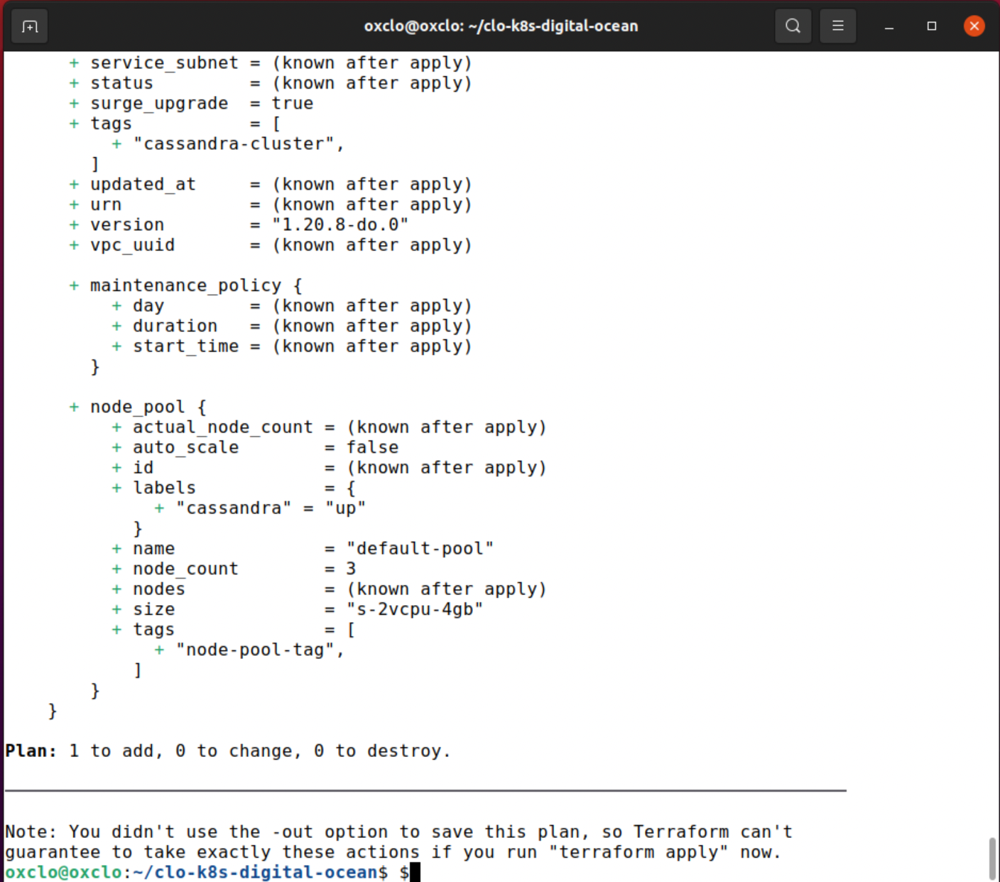 oxclo@oxclo: ~/clo-k8s-digital-ocean
+ service_subnet = (known after apply)
+ status         = (known after apply)
+ surge_upgrade  = true
+ tags           = [
    + "cassandra-cluster",
  ]
+ updated_at     = (known after apply)
+ urn            = (known after apply)
+ version        = "1.20.8-do.0"
+ vpc_uuid       = (known after apply)
+ maintenance_policy {
    + day        = (known after apply)
    + duration   = (known after apply)
    + start_time = (known after apply)
  }
+ node_pool {
    + actual_node_count = (known after apply)
    + auto_scale        = false
    + id                = (known after apply)
    + labels            = {
        + "cassandra" = "up"
      }
    + name              = "default-pool"
    + node_count        = 3
    + nodes             = (known after apply)
    + size              = "s-2vcpu-4gb"
    + tags              = [
        + "node-pool-tag",
      ]
  }
}
Plan: 1 to add, 0 to change, 0 to destroy.
Note: You didn't use the -out option to save this plan, so Terraform can't
guarantee to take exactly these actions if you run "terraform apply" now.
oxclo@oxclo:~/clo-k8s-digital-ocean$ $